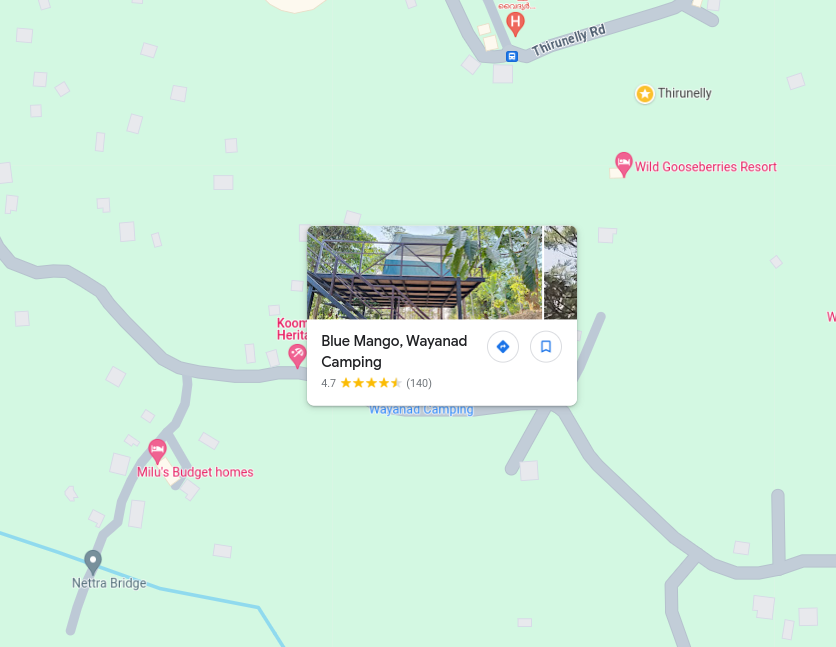 വൈദ്യർ...
H
Thirunelly Rd
Thirunelly
Wild Gooseberries Resort
Koom
Herita
Blue Mango, Wayanad
Camping
4.7 (140)
Wayanad Camping
Milu's Budget homes
Nettra Bridge
W